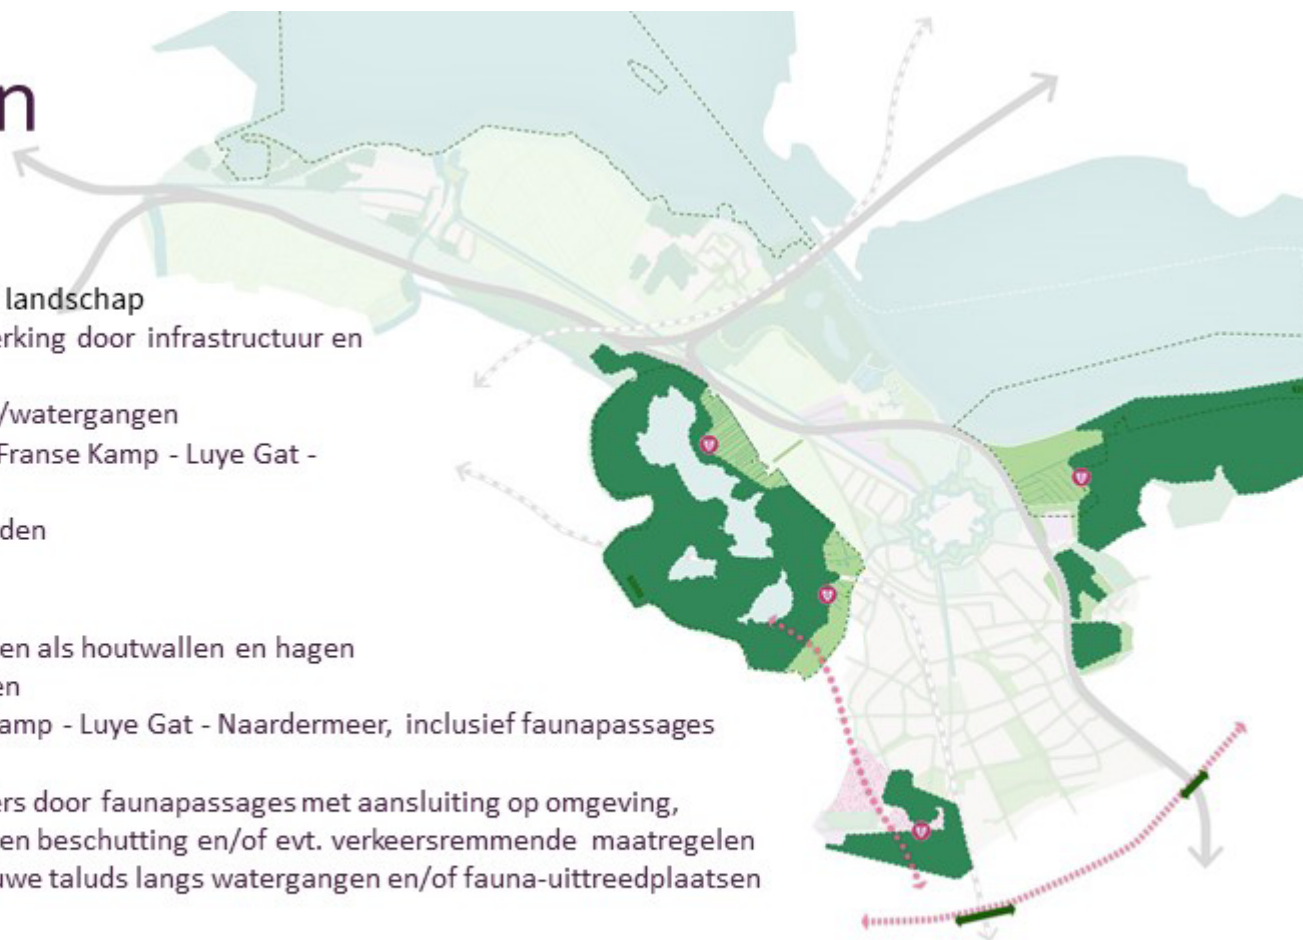 n
landschap
erking door infrastructuur en
/watergangen
Franse Kamp - Luye Gat -
den
en als houtwallen en hagen
en
amp - Luye Gat - Naardermeer, inclusief faunapassages
ers door faunapassages met aansluiting op omgeving,
en beschutting en/of evt. verkeersremmende maatregelen
uwe taluds langs watergangen en/of fauna-uittreedplaatsen